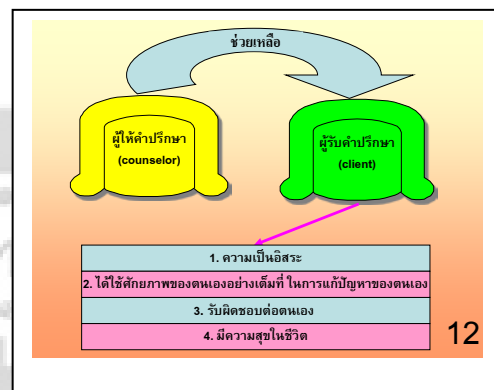 ช่วยเหลือ
ผู้ให้คำปรึกษา
(counselor)
ผู้รับคำปรึกษา
(client)
1. ความเป็นอิสระ
2. ได้ใช้ศักยภาพของตนเองอย่างเต็มที่ ในการแก้ปัญหาของตนเอง
3. รับผิดชอบต่อตนเอง
4. มีความสุขในชีวิต
12